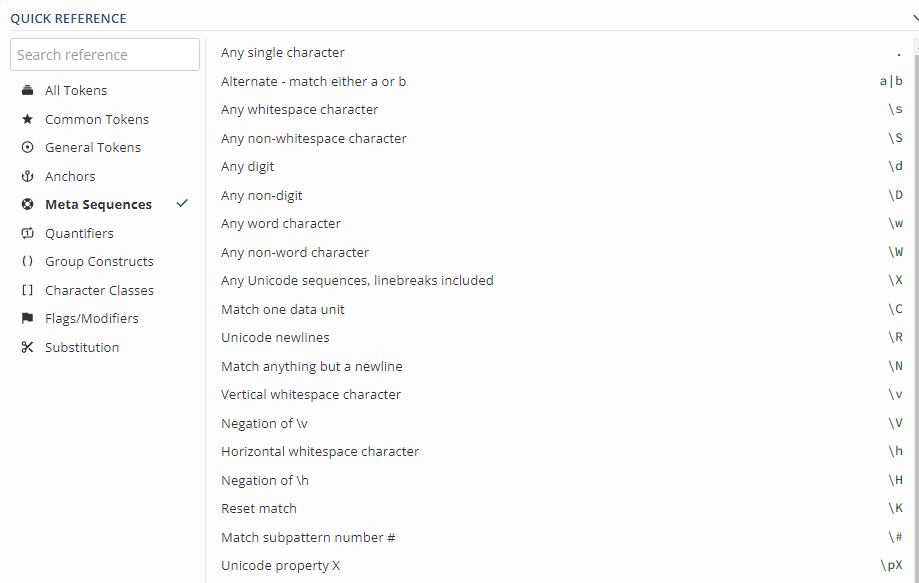 QUICK REFERENCE
Search reference
All Tokens
Common Tokens
General Tokens
Anchors
Meta Sequences
Quantifiers
Group Constructs
Character Classes
Flags/Modifiers
Substitution
Any single character .
Alternate - match either a or b a|b
Any whitespace character \s
Any non-whitespace character \S
Any digit \d
Any non-digit \D
Any word character \w
Any non-word character \W
Any Unicode sequences, linebreaks included \X
Match one data unit \C
Unicode newlines \R
Match anything but a newline \N
Vertical whitespace character \v
Negation of \v \V
Horizontal whitespace character \h
Negation of \h \H
Reset match \K
Match subpattern number # \#
Unicode property X \pX